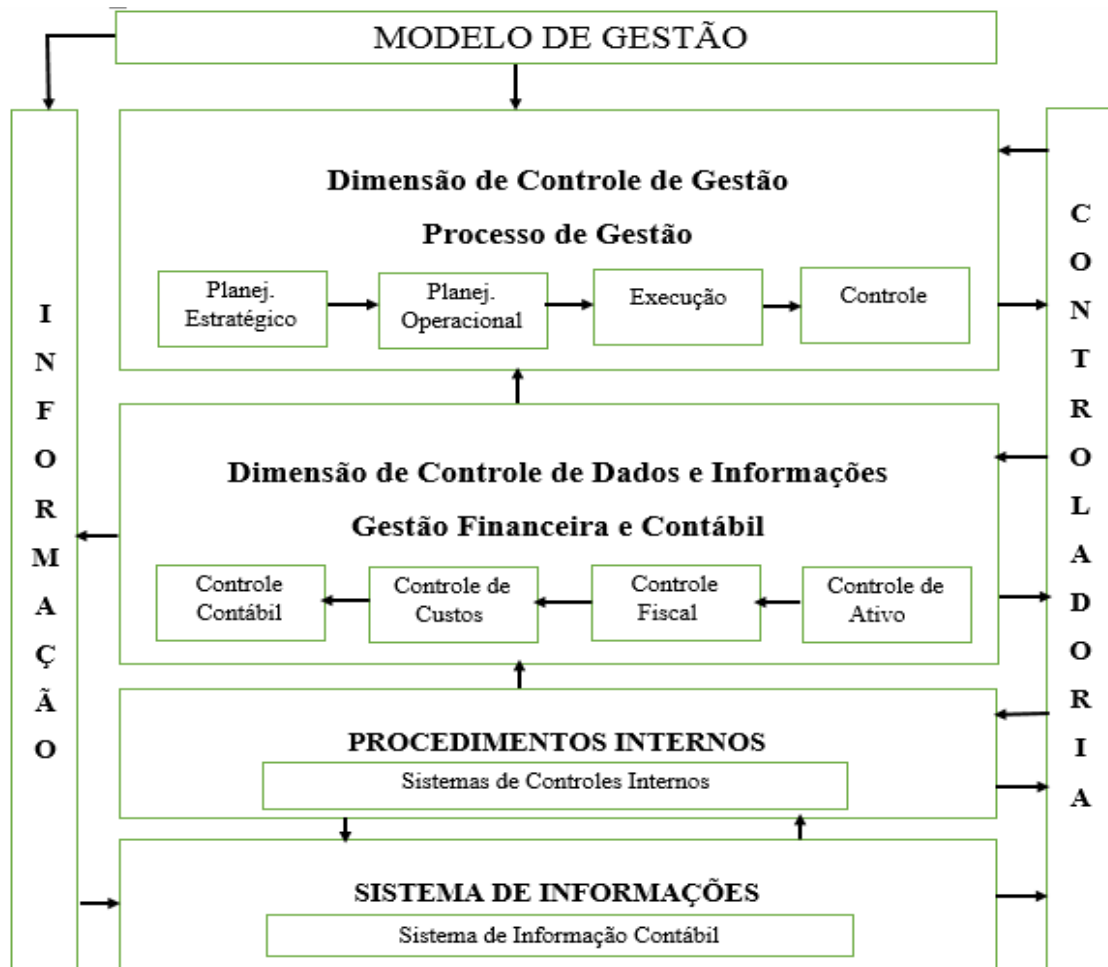 MODELO DE GESTÃO
Dimensão de Controle de Gestão
Processo de Gestão
Planej.
Estratégico
Planej.
Operacional
Execução
Controle
Dimensão de Controle de Dados e Informações
Gestão Financeira e Contábil
Controle
Contábil
Controle de
Custos
Controle
Fiscal
Controle de
Ativo
PROCEDIMENTOS INTERNOS
Sistemas de Controles Internos
SISTEMA DE INFORMAÇÕES
Sistema de Informação Contábil
I
N
F
O
R
M
A
Ç
Ã
O
C
O
N
T
R
O
L
A
D
O
R
I
A